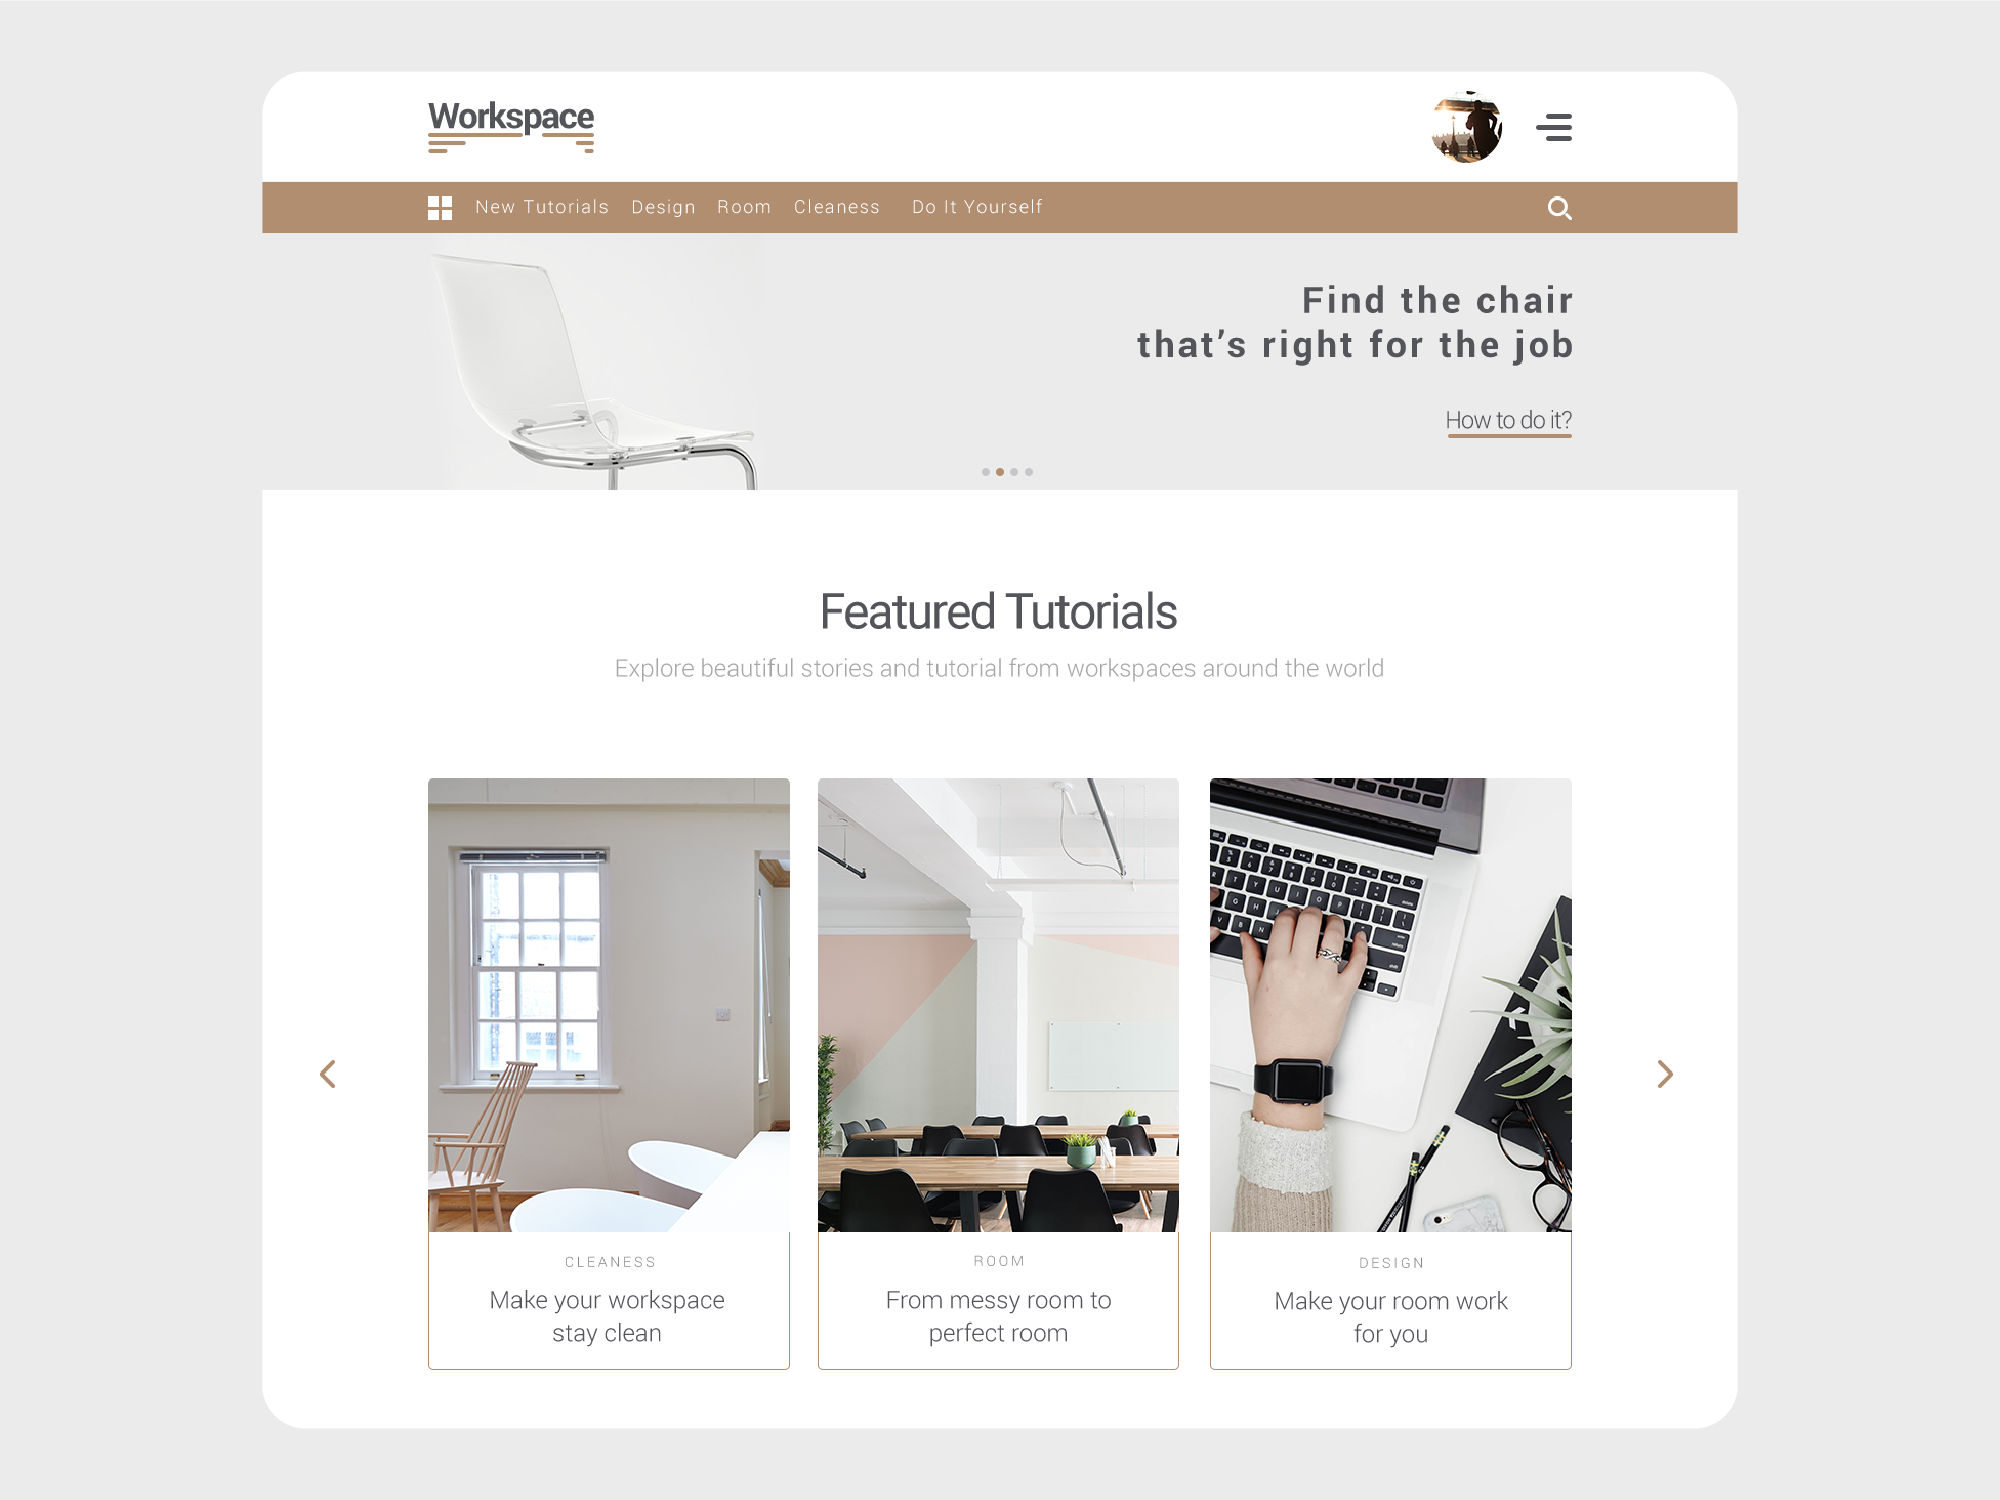 Workspace
New Tutorials Design Room Cleaness Do It Yourself
Find the chair
that's right for the job
How to do it?
Featured Tutorials
Explore beautiful stories and tutorial from workspaces around the world
CLEANESS
Make your workspace
stay clean
ROOM
From messy room to
perfect room
DESIGN
Make your room work
for you